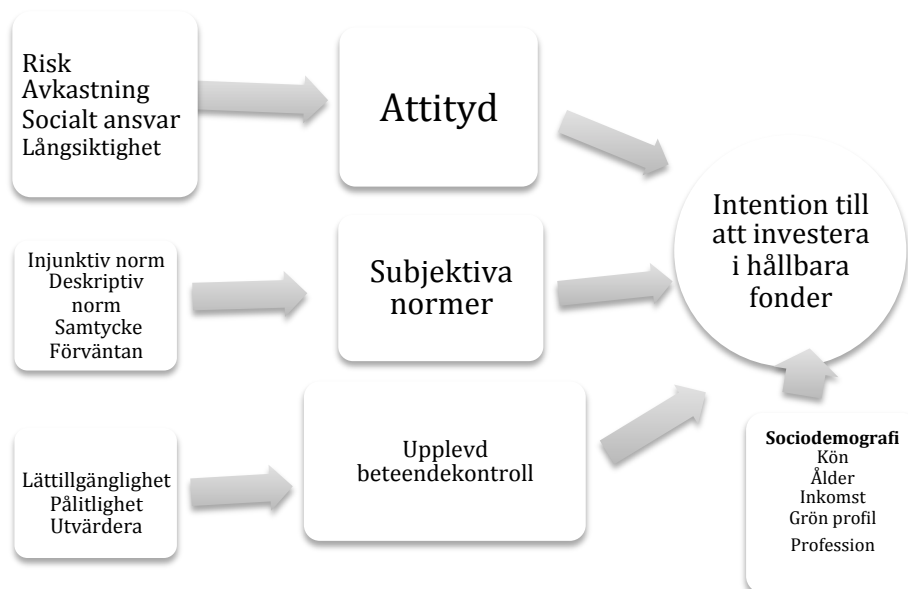 Risk
Avkastning
Socialt ansvar
Långsiktighet
Attityd
Injunktiv norm
Deskriptiv
norm
Samtycke
Förväntan
Subjektiva
normer
Intention till
att investera
i hållbara
fonder
Lättillgänglighet
Pålitlighet
Utvärdera
Upplevd
beteendekontroll
Sociodemografi
Kön
Ålder
Inkomst
Grön profil
Profession